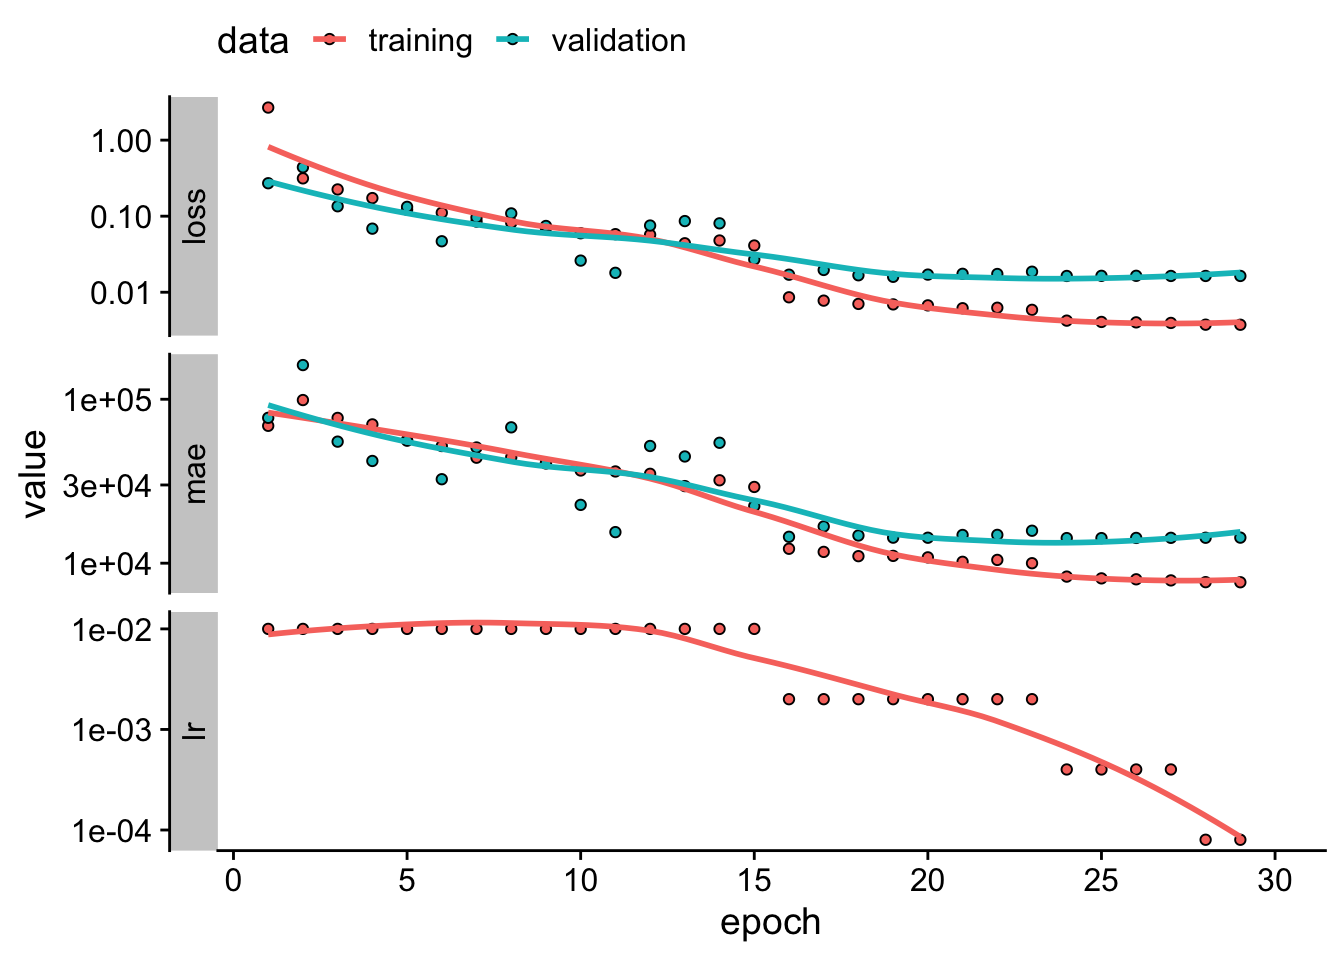 data training validation
loss
1.00
0.10
0.01
mae
1e+05
3e+04
1e+04
lr
1e-02
1e-03
1e-04
value
0 5 10 15 20 25 30
epoch